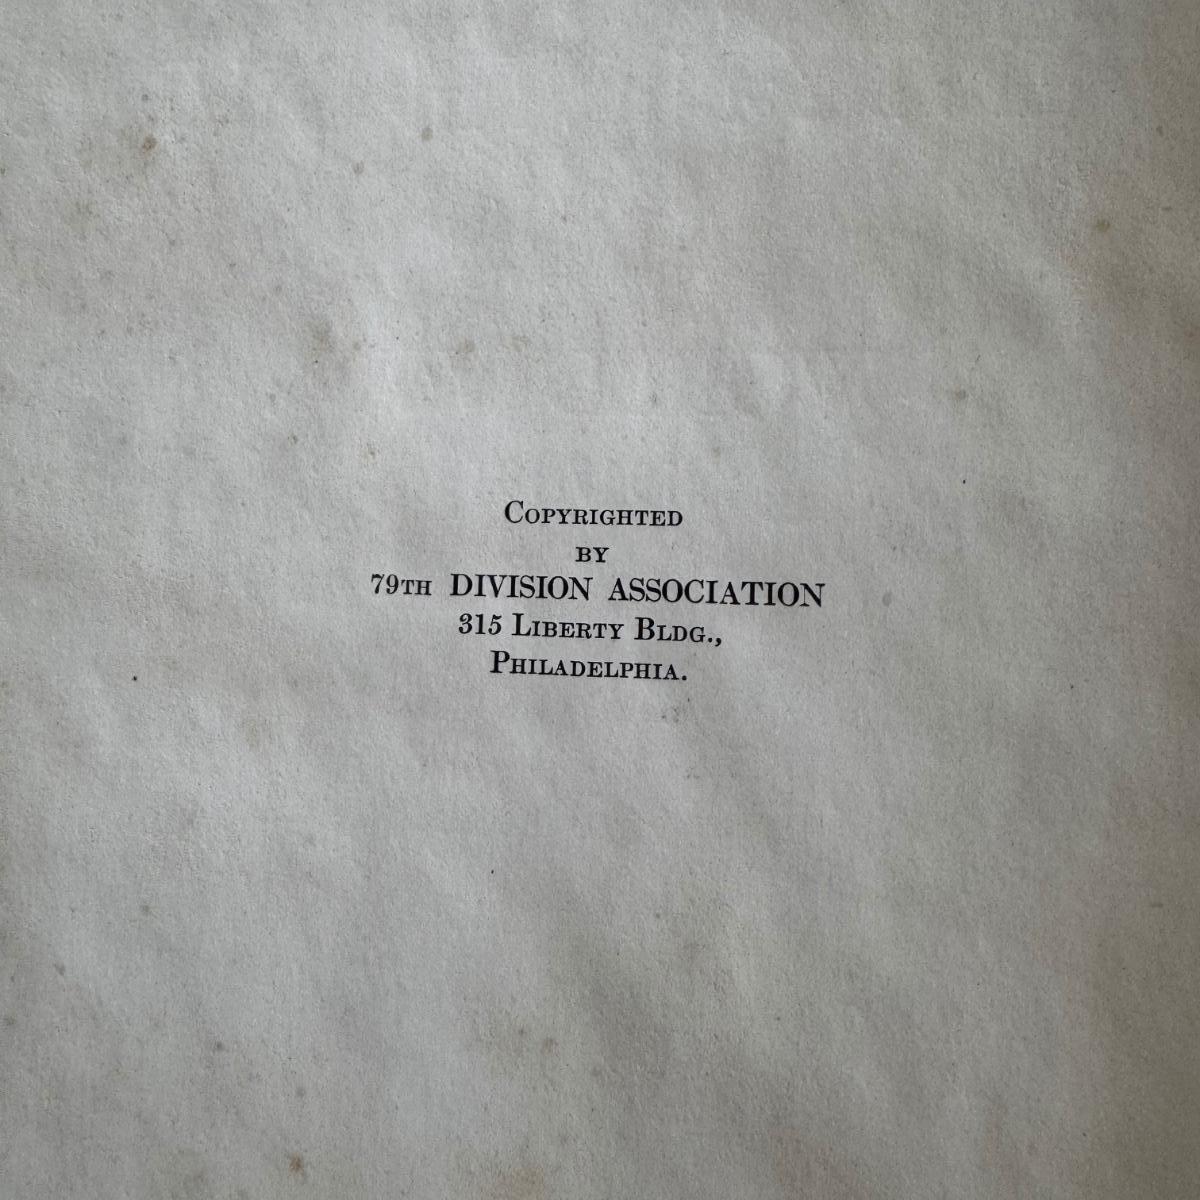 Copyrighted
by
79th DIVISION ASSOCIATION
315 Liberty Bldg.,
Philadelphia.